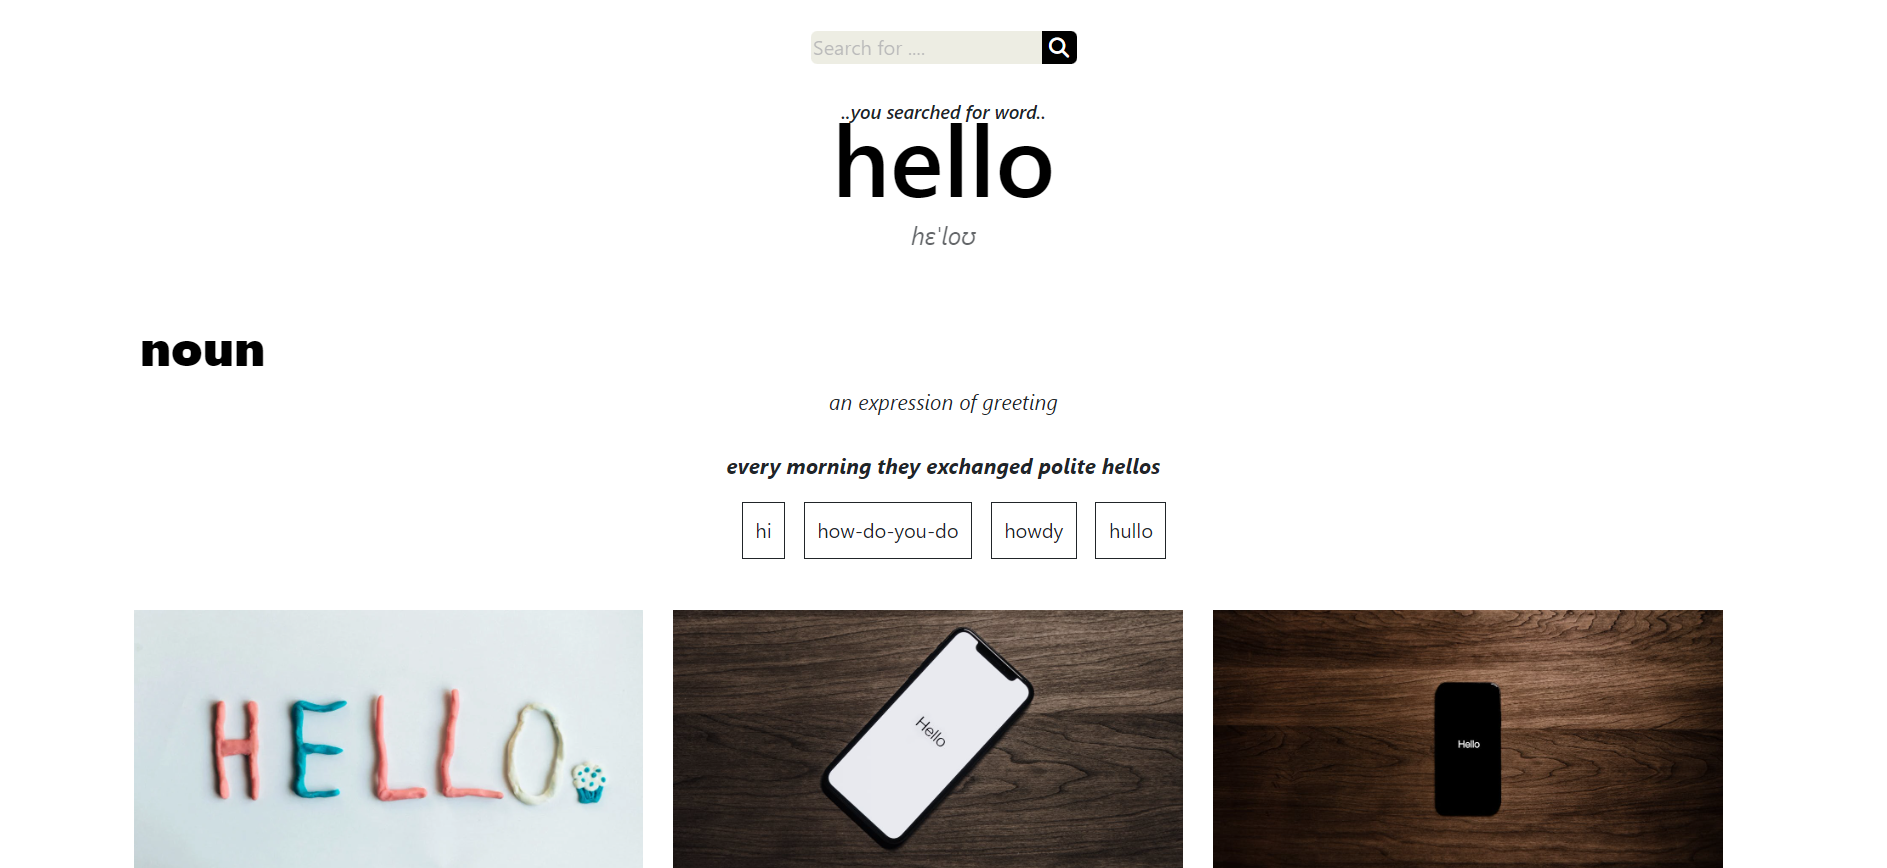 Search for ....
..you searched for word..
hello
hɛˈloʊ
noun
an expression of greeting
every morning they exchanged polite hellos
hi how-do-you-do howdy hullo
HELLO
Hello
Hello